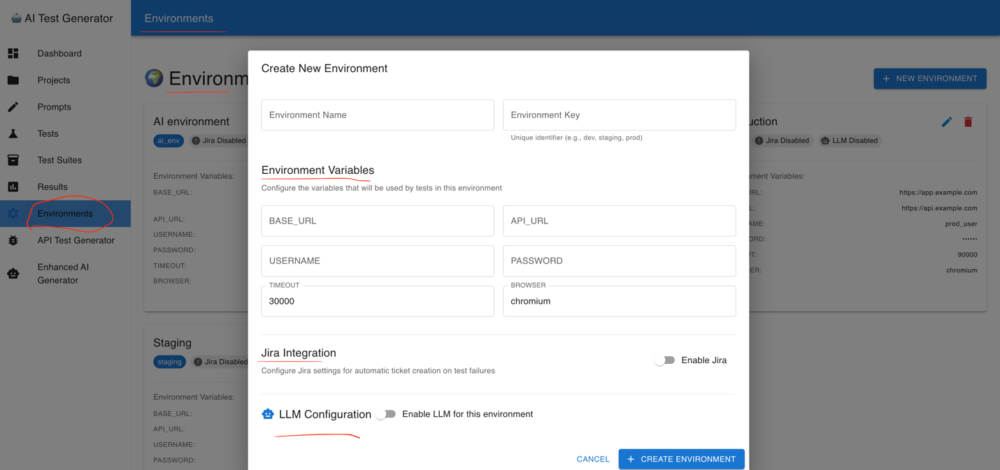 AI Test Generator
Environments
Dashboard
Projects
Prompts
Tests
Test Suites
Results
Environments
API Test Generator
Enhanced AI
Generator
Environm
+ NEW ENVIRONMENT
AI environment
ai_env Jira Disabled
Environment Variables:
BASE_URL:
API_URL:
USERNAME:
PASSWORD:
TIMEOUT:
BROWSER:
Staging
staging Jira Disabled
Environment Variables:
BASE_URL:
API_URL:
USERNAME:
PASSWORD:
Create New Environment
Environment Name Environment Key
Unique identifier (e.g., dev, staging, prod)
Environment Variables
Configure the variables that will be used by tests in this environment
BASE_URL API_URL
USERNAME PASSWORD
TIMEOUT BROWSER
30000 chromium
Jira Integration
Configure Jira settings for automatic ticket creation on test failures
Enable Jira
LLM Configuration Enable LLM for this environment
CANCEL + CREATE ENVIRONMENT
uction
Jira Disabled LLM Disabled
ment Variables:
URL: https://app.example.com
L: https://api.example.com
AME: prod_user
ORD: ••••••
UT: 90000
ER: chromium